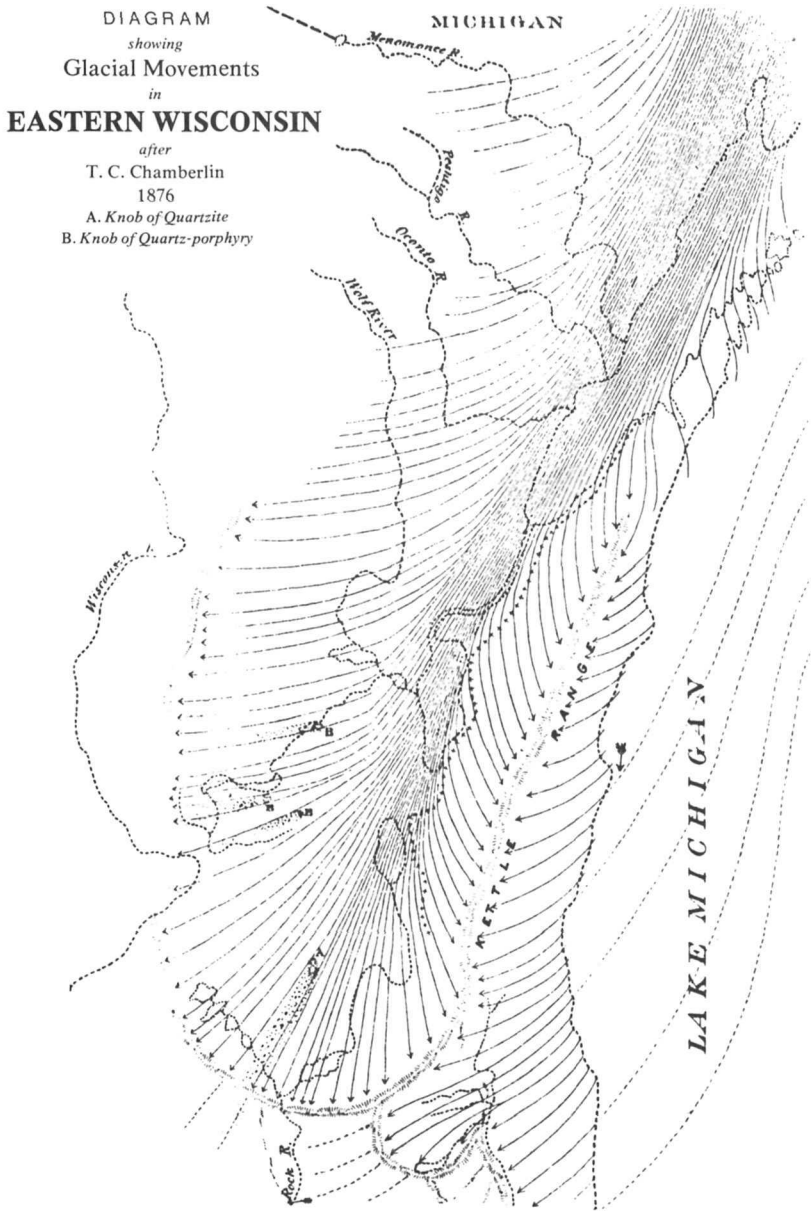 DIAGRAM
showing
Glacial Movements
in
EASTERN WISCONSIN
after
T. C. Chamberlin
1876
A. Knob of Quartzite
B. Knob of Quartz-porphyry
MICHIGAN
Menomonee R.
Peshtigo R.
Oconto R.
Wolf River
Wisconsin
B
B
B
KETTLE RANGE
LAKE MICHIGAN
Rock R.